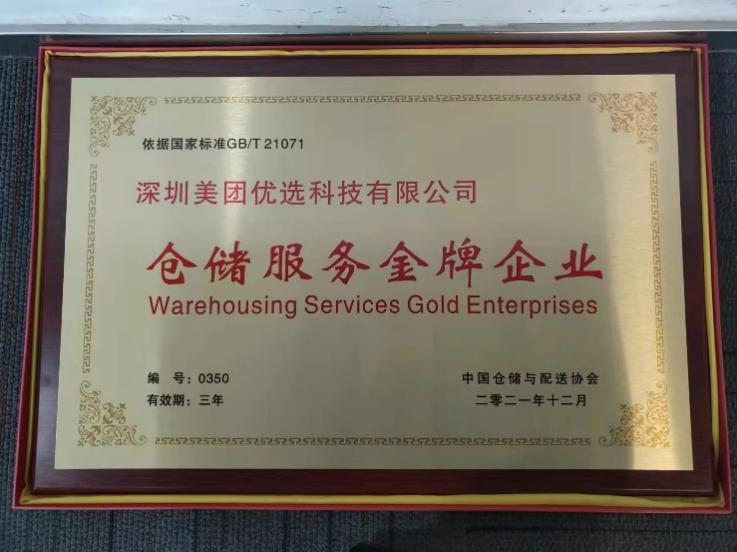 依据国家标准GB/T 21071
深圳美团优选科技有限公司
仓储服务金牌企业
Warehousing Services Gold Enterprises
编 号：0350
有效期：三年
中国仓储与配送协会
二零二一年十二月